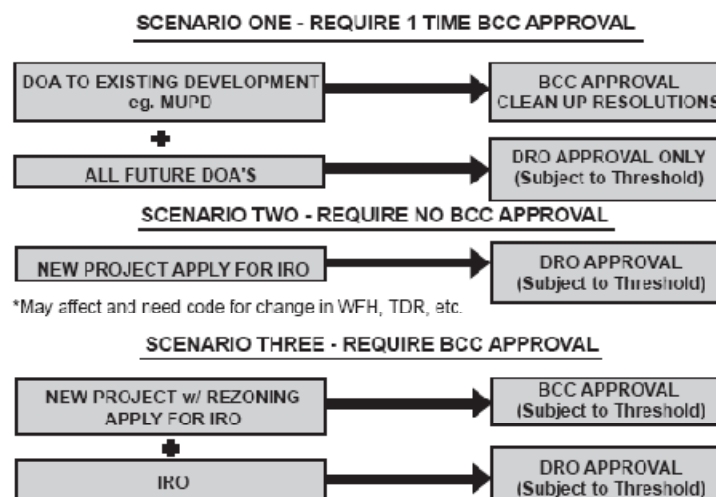 SCENARIO ONE - REQUIRE 1 TIME BCC APPROVAL
DOA TO EXISTING DEVELOPMENT
eg. MUPD
BCC APPROVAL
CLEAN UP RESOLUTIONS
+
ALL FUTURE DOA'S
DRO APPROVAL ONLY
(Subject to Threshold)
SCENARIO TWO - REQUIRE NO BCC APPROVAL
NEW PROJECT APPLY FOR IRO
DRO APPROVAL
(Subject to Threshold)
*May affect and need code for change in WFH, TDR, etc.
SCENARIO THREE - REQUIRE BCC APPROVAL
NEW PROJECT w/ REZONING
APPLY FOR IRO
BCC APPROVAL
(Subject to Threshold)
+
IRO
DRO APPROVAL
(Subject to Threshold)